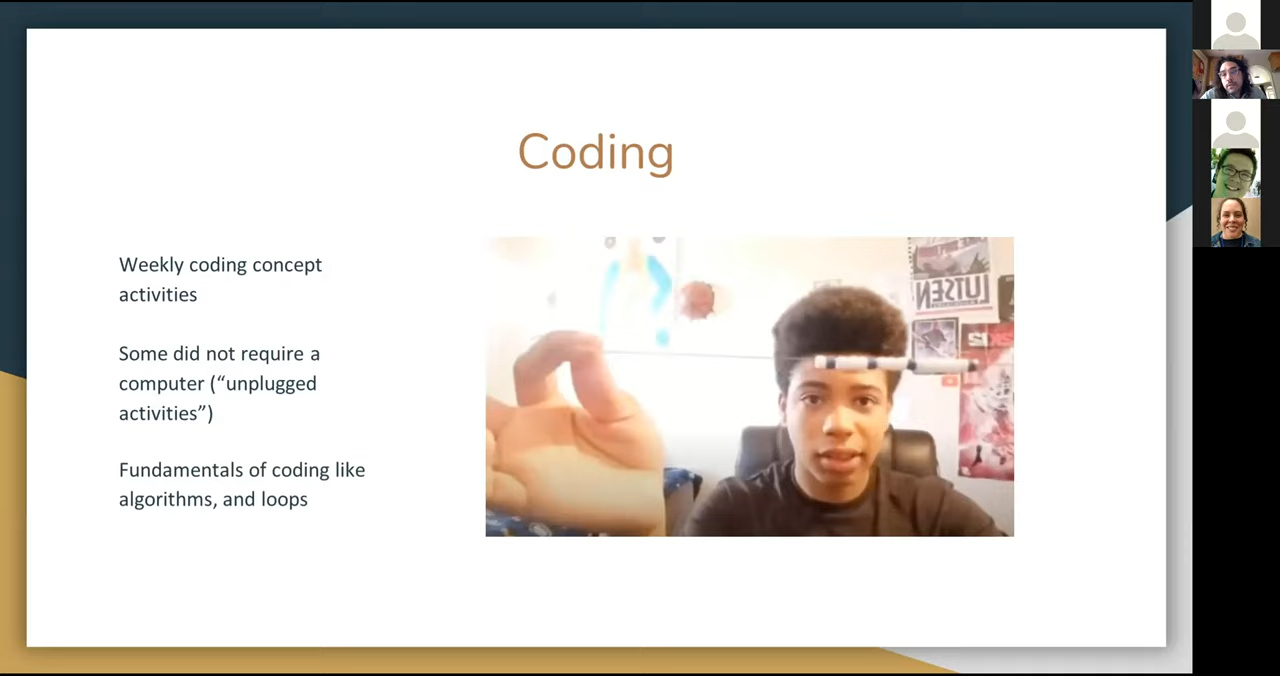 Coding
Weekly coding concept
activities
Some did not require a
computer (“unplugged
activities”)
Fundamentals of coding like
algorithms, and loops
LUTSEN